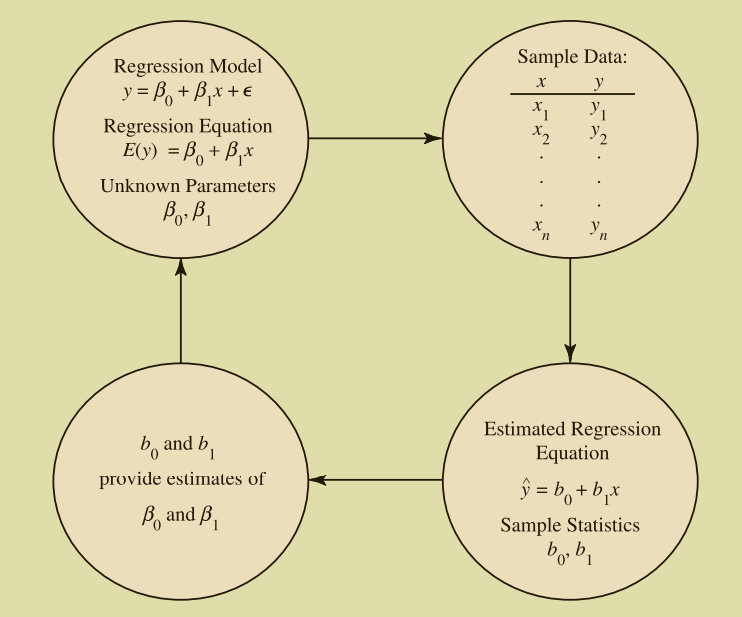 Regression Model
y = β₀ + β₁x + ϵ
Regression Equation
E(y) = β₀ + β₁x
Unknown Parameters
β₀, β₁
Sample Data:
x y
x₁ y₁
x₂ y₂
. .
. .
. .
xₙ yₙ
Estimated Regression
Equation
ŷ = b₀ + b₁x
Sample Statistics
b₀, b₁
b₀ and b₁
provide estimates of
β₀ and β₁